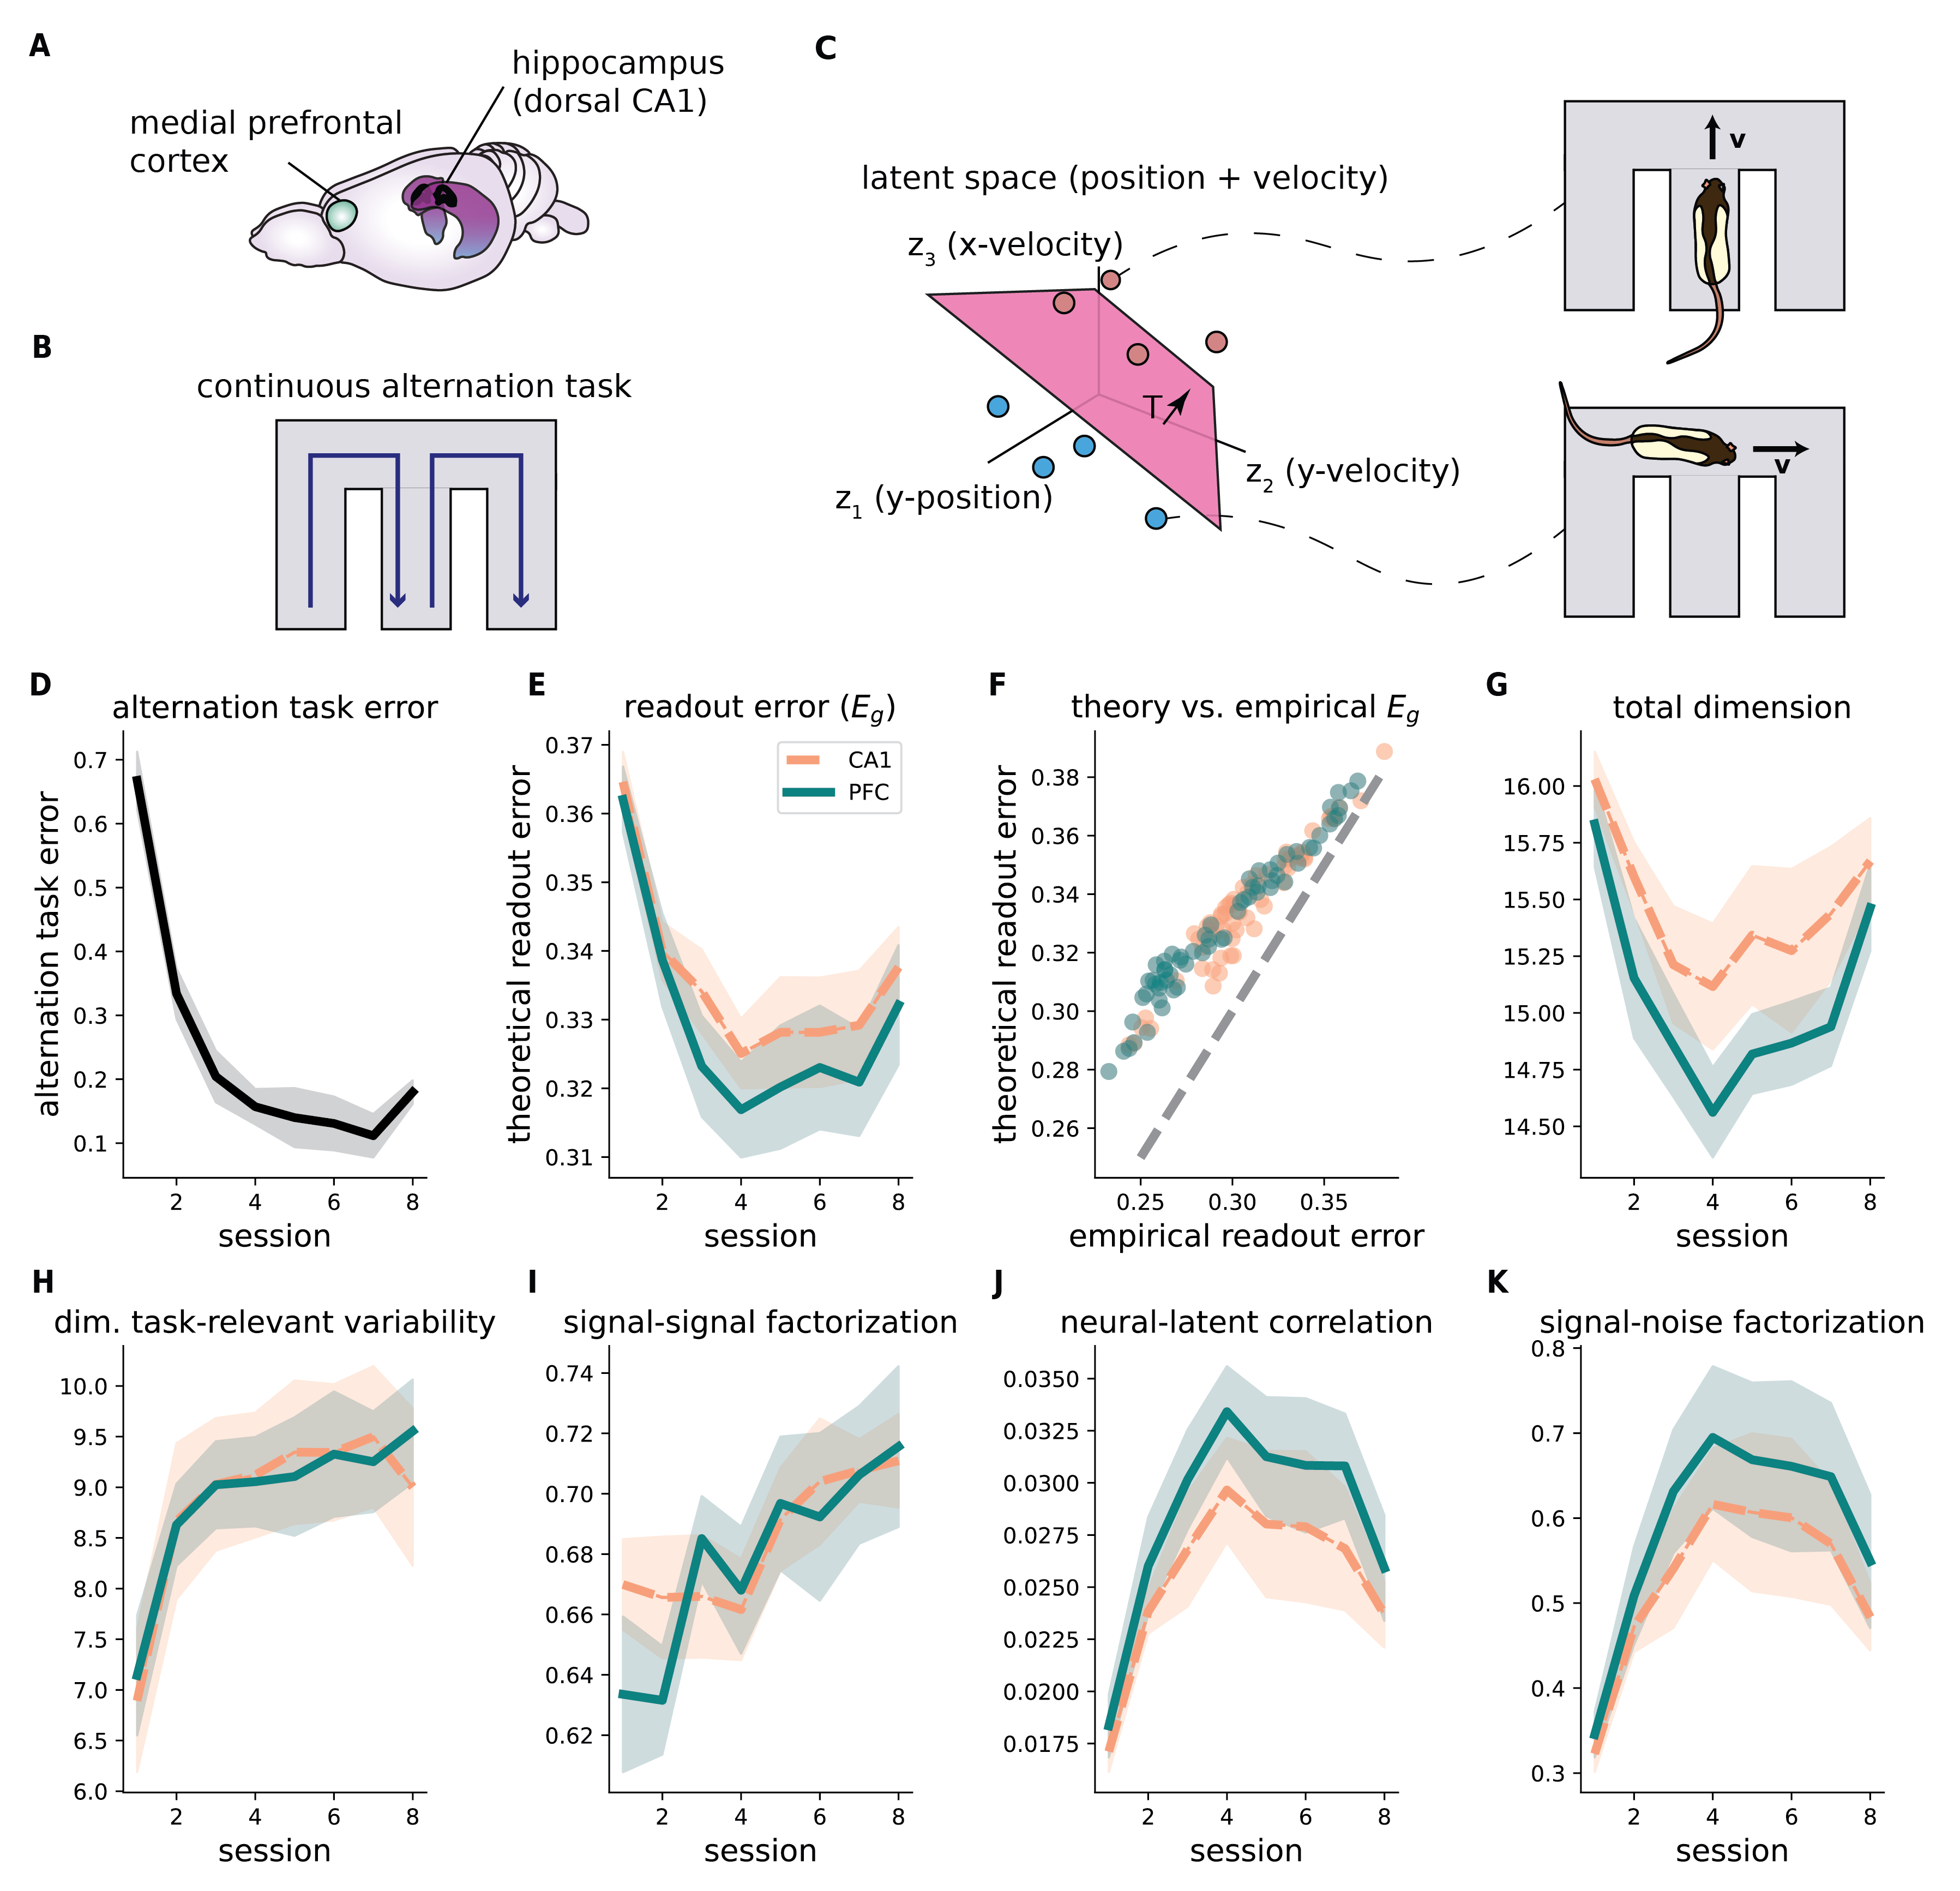 A
hippocampus
(dorsal CA1)
medial prefrontal
cortex
B
continuous alternation task
C
latent space (position + velocity)
z3 (x-velocity)
T
z2 (y-velocity)
z1 (y-position)
v
v
D
alternation task error
alternation task error
0.7
0.6
0.5
0.4
0.3
0.2
0.1
2 4 6 8
session
E
readout error (Eg)
theoretical readout error
CA1
PFC
0.37
0.36
0.35
0.34
0.33
0.32
0.31
2 4 6 8
session
F
theory vs. empirical Eg
theoretical readout error
0.38
0.36
0.34
0.32
0.30
0.28
0.26
0.25 0.30 0.35
empirical readout error
G
total dimension
16.00
15.75
15.50
15.25
15.00
14.75
14.50
2 4 6 8
session
H
dim. task-relevant variability
10.0
9.5
9.0
8.5
8.0
7.5
7.0
6.5
6.0
2 4 6 8
session
I
signal-signal factorization
0.74
0.72
0.70
0.68
0.66
0.64
0.62
2 4 6 8
session
J
neural-latent correlation
0.0350
0.0325
0.0300
0.0275
0.0250
0.0225
0.0200
0.0175
2 4 6 8
session
K
signal-noise factorization
0.8
0.7
0.6
0.5
0.4
0.3
2 4 6 8
session